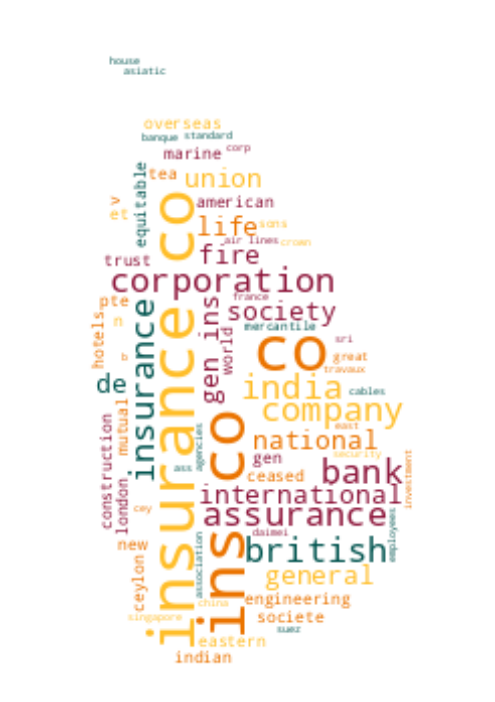 house
asiatic
overseas
banque
standard
marine
corp
equitable
tea
union
v
et
co
american
life
sons
air lines
crown
trust
fire
corporation
pte
france
n
insurance
insurance co
gen ins
society
mercantile
world
hotels
co
sri
great
travaux
b
de
india
cables
mutual
company
east
construction
ins co
agencies
national
security
gen
ass
bank
ceased
investment
london
international
cey
assurance
employees
daimei
new
association
british
ceylon
general
china
engineering
singapore
societe
suez
eastern
indian